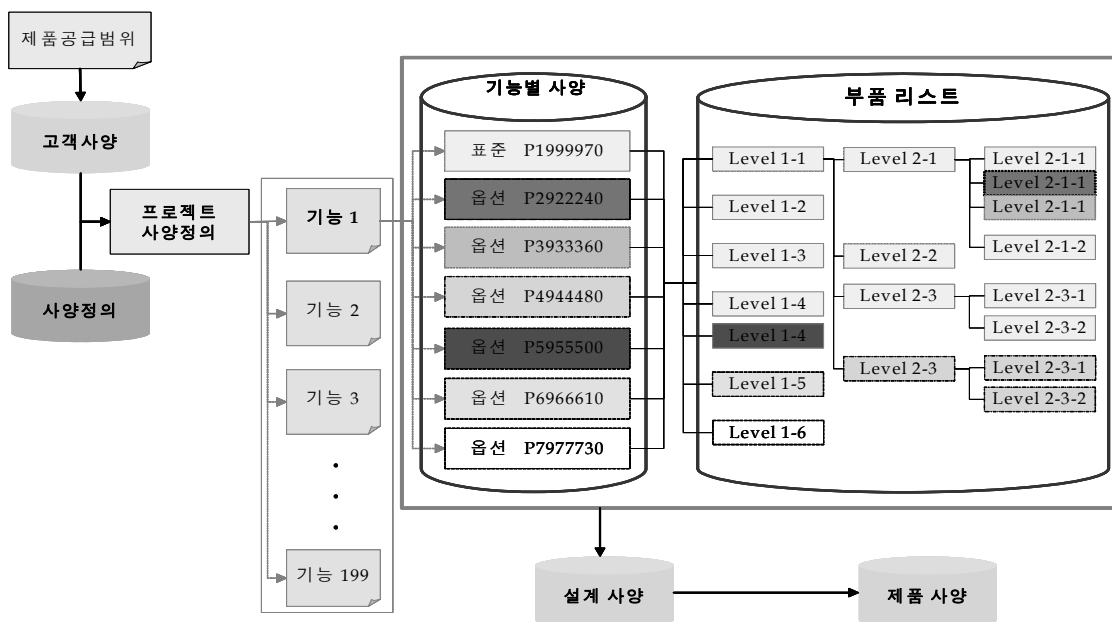 제품공급범위
고객사양
프로젝트
사양정의
사양정의
기능 1
기능 2
기능 3
기능 199
기능별 사양
표준 P1999970
옵션 P2922240
옵션 P3933360
옵션 P4944480
옵션 P5955500
옵션 P6966610
옵션 P7977730
부품 리스트
Level 1-1
Level 1-2
Level 1-3
Level 1-4
Level 1-4
Level 1-5
Level 1-6
Level 2-1
Level 2-2
Level 2-3
Level 2-3
Level 2-1-1
Level 2-1-1
Level 2-1-1
Level 2-1-2
Level 2-3-1
Level 2-3-2
Level 2-3-1
Level 2-3-2
설계 사양
제품 사양